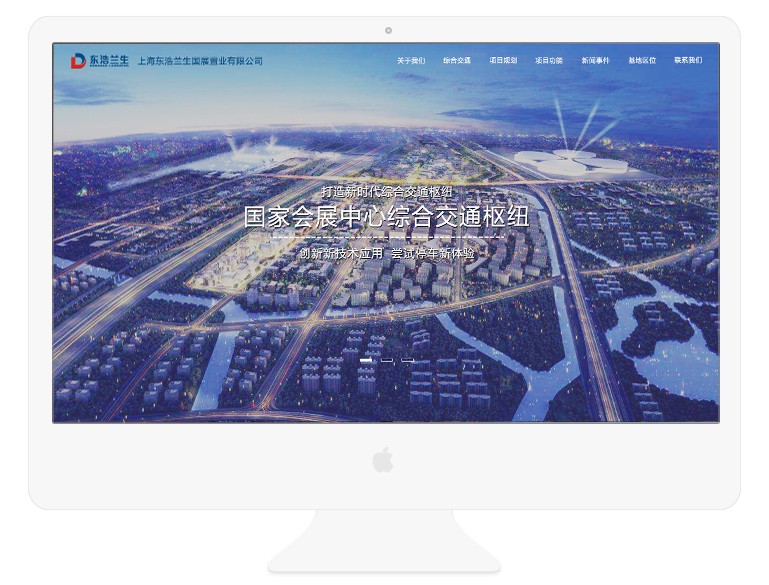 东浩兰生 上海东浩兰生国展置业有限公司
关于我们 综合交通 项目规划 项目功能 新闻事件 基地区位 联系我们
打造新时代综合交通枢纽
国家会展中心综合交通枢纽
创新新技术应用 尝试停车新体验